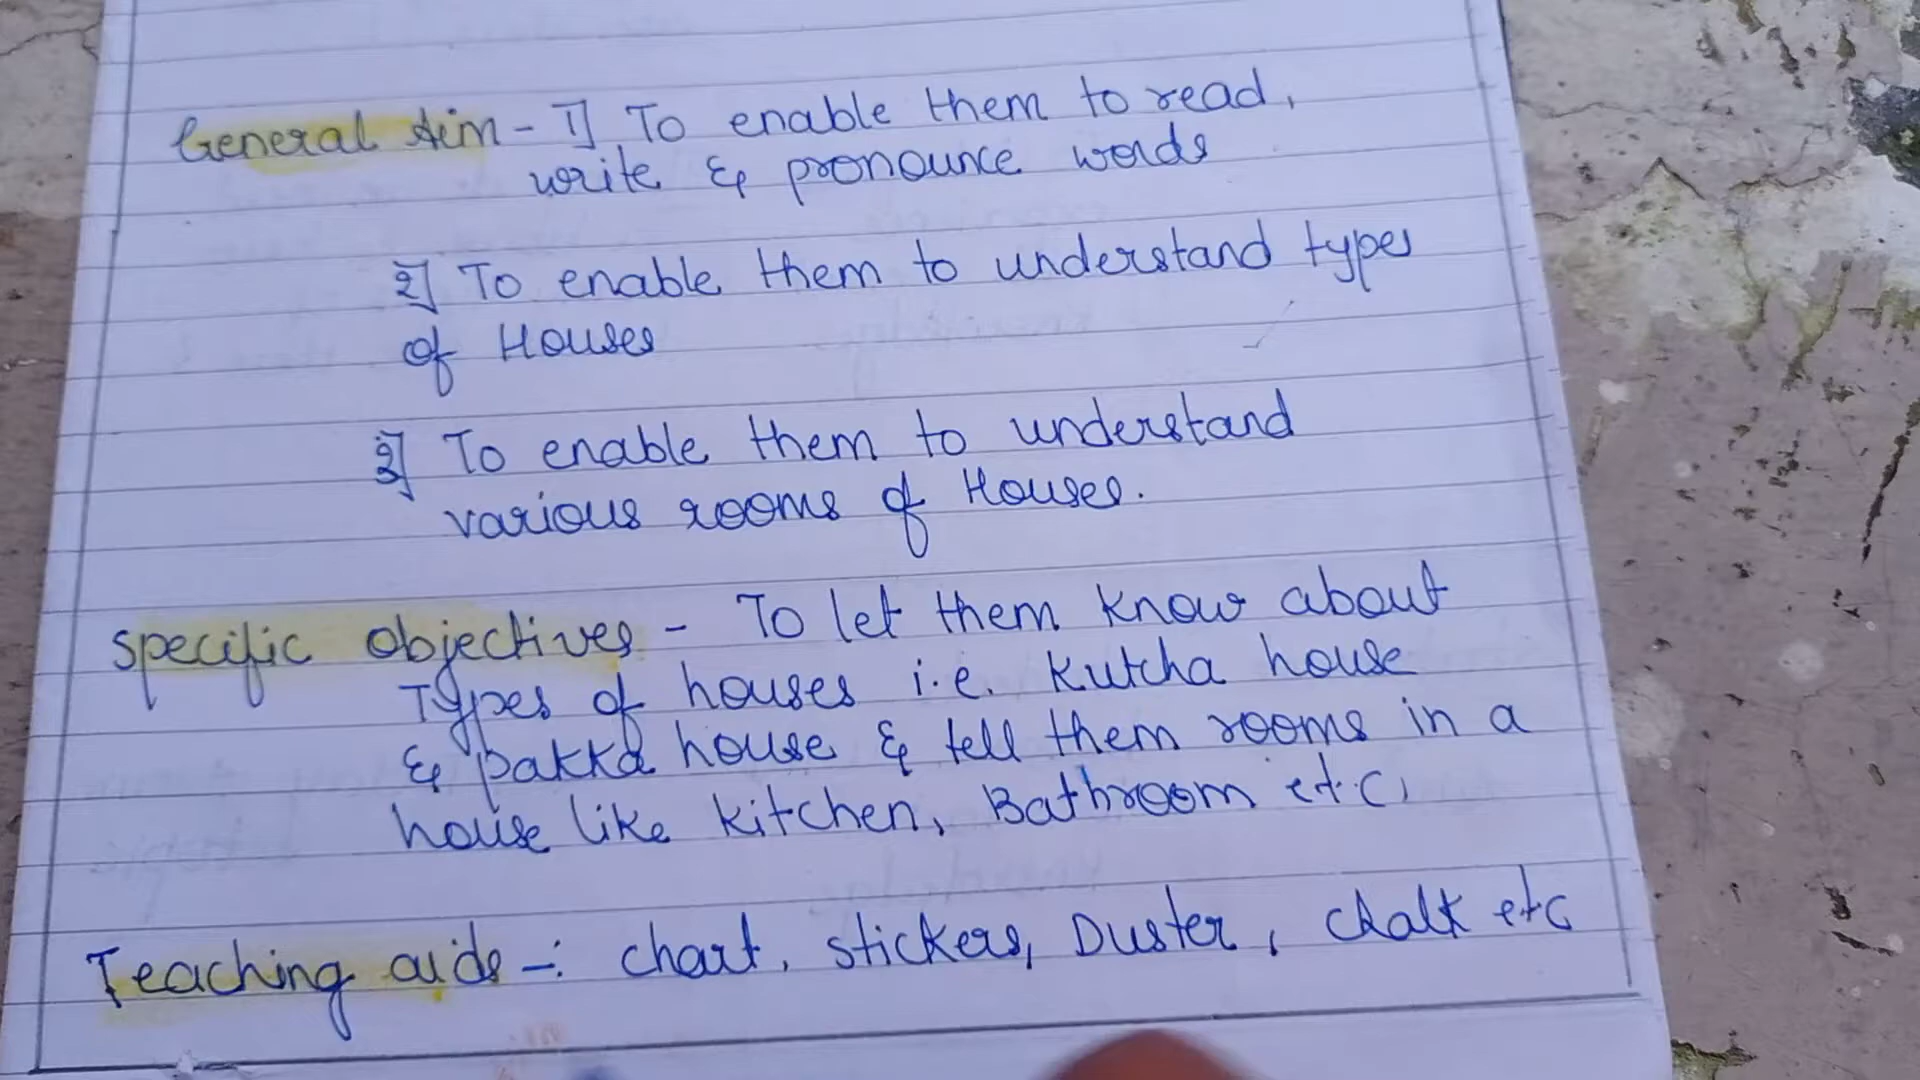 General Aim - 1] To enable them to read,
write & pronounce words
2] To enable them to understand types
of Houses
3] To enable them to understand
various rooms of Houses.
Specific objectives - To let them know about
Types of houses i.e. Kutcha house
& pakka house & tell them rooms in a
house like kitchen, Bathroom etc,
Teaching aids -: chart, stickers, Duster, chalk etc